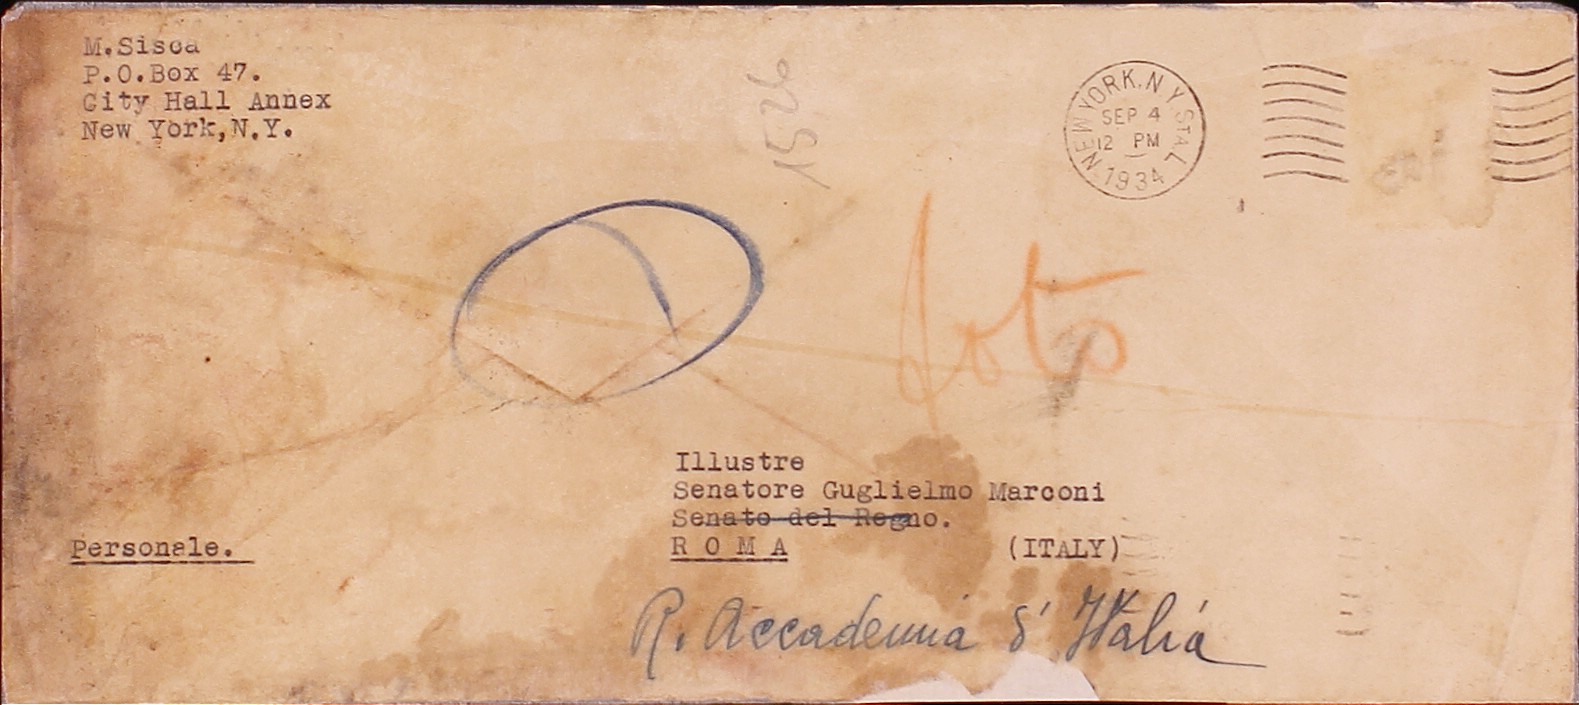 M.Sisca
P.O.Box 47.
City Hall Annex
New York,N.Y.
1526
NEW YORK, N.Y. STA.L
SEP 4
12 PM
1934
foto
Illustre
Senatore Guglielmo Marconi
Senato del Regno.
Personale.
R O M A (ITALY)
R. Accademia d' Italia